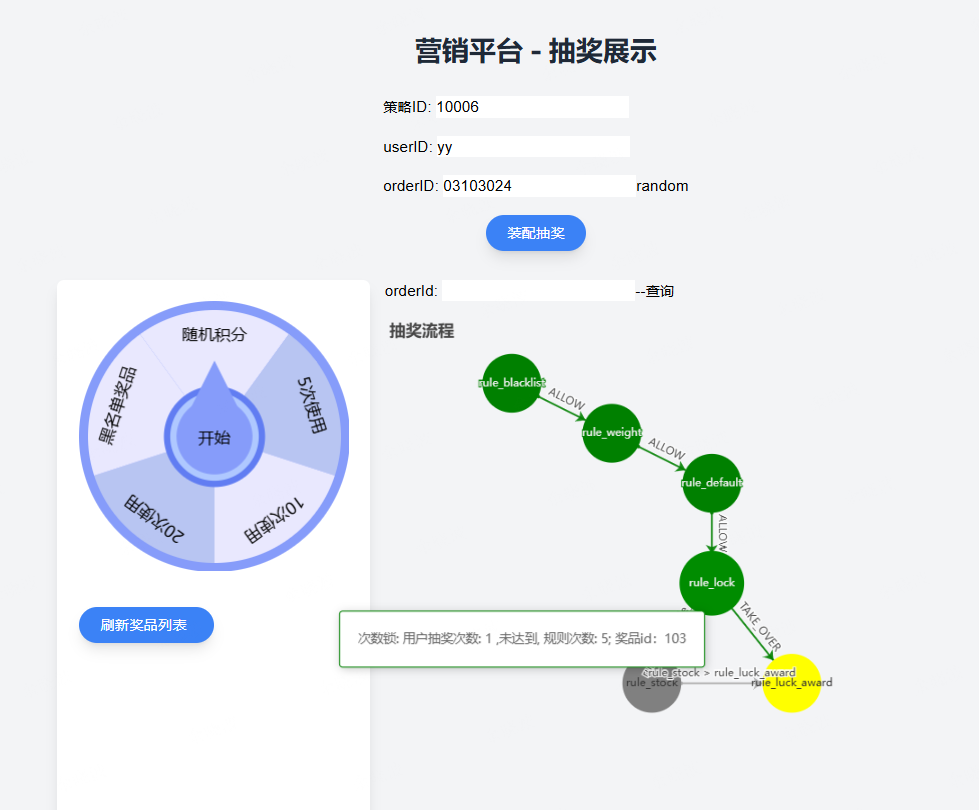 营销平台 - 抽奖展示
策略ID: 10006
userID: yy
orderID: 03103024random
装配抽奖
orderId: --查询
抽奖流程
随机积分
5次使用
10次使用
20次使用
黑名单奖品
开始
刷新奖品列表
rule_blacklist
ALLOW
rule_weight
ALLOW
rule_default
ALLOW
rule_lock
TAKE_OVER
次数锁: 用户抽奖次数: 1 ,未达到, 规则次数: 5; 奖品id：103
rule_stock > rule_luck_award
rule_stock
rule_luck_award